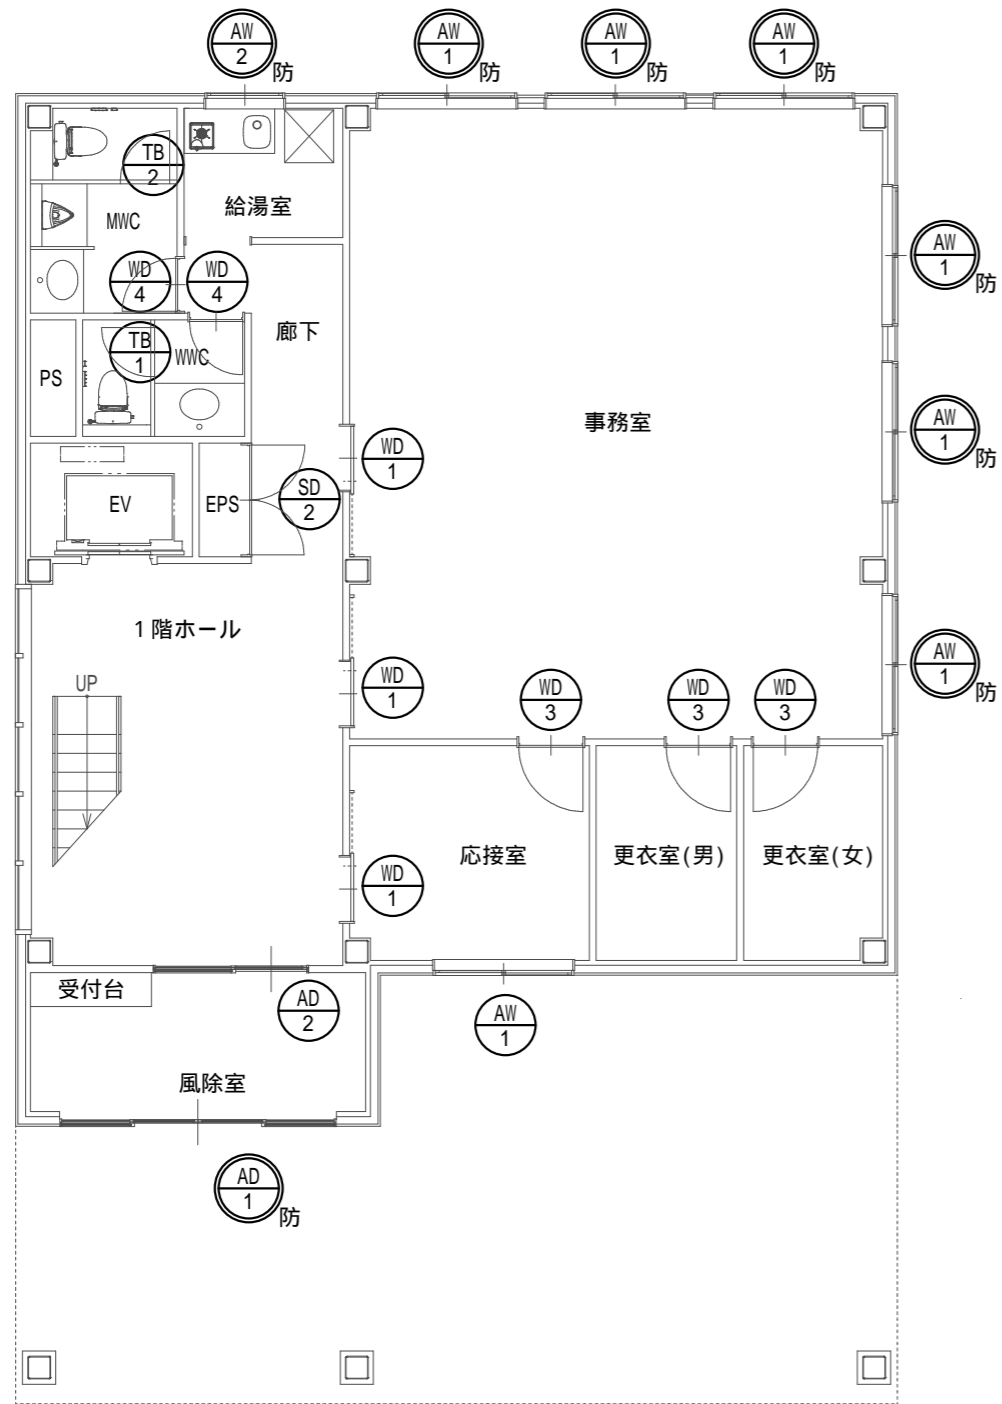 AW
2
防
AW
1
防
AW
1
防
AW
1
防
TB
2
給湯室
MWC
WD
4
WD
4
AW
1
防
廊下
TB
1
WWC
PS
事務室
AW
1
防
WD
1
EV
EPS
SD
2
1階ホール
AW
1
防
UP
WD
1
WD
3
WD
3
WD
3
応接室
更衣室(男)
更衣室(女)
WD
1
受付台
AD
2
AW
1
風除室
AD
1
防